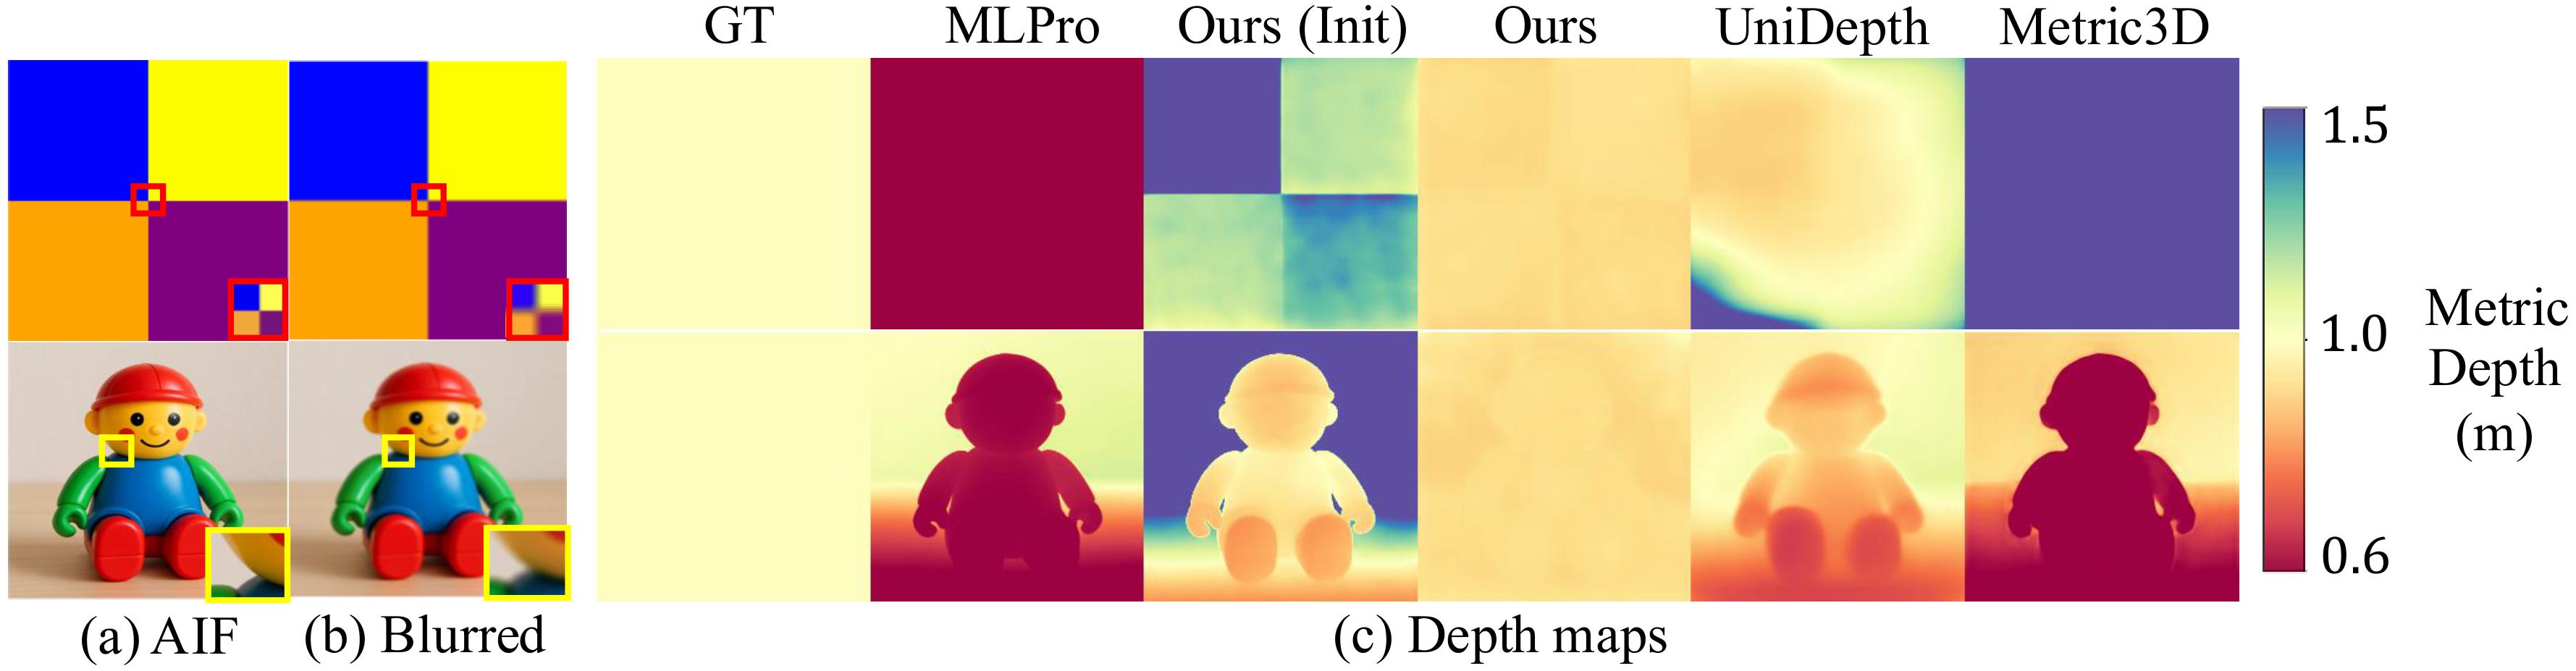 GT MLPro Ours (Init) Ours UniDepth Metric3D
1.5
1.0
0.6
Metric
Depth
(m)
(a) AIF (b) Blurred (c) Depth maps